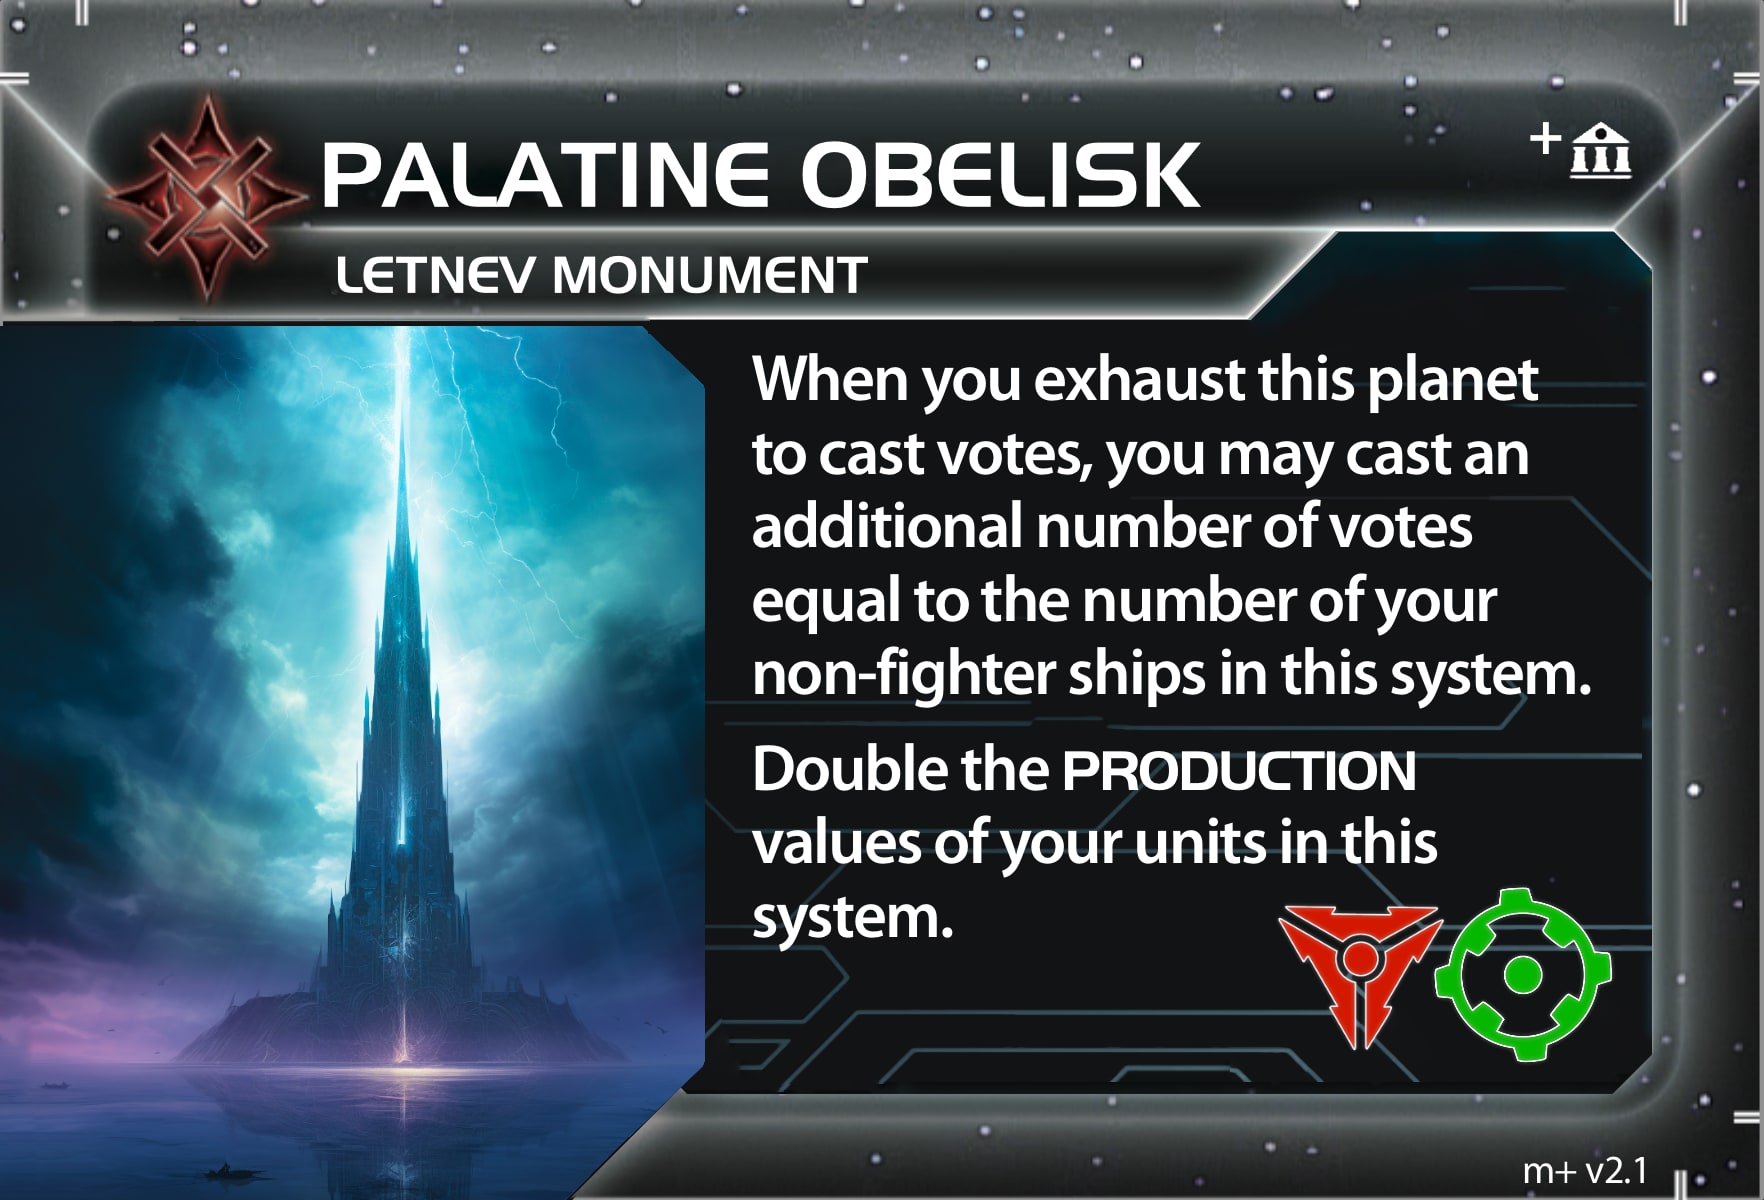 PALATINE OBELISK
+
LETNEV MONUMENT
When you exhaust this planet
to cast votes, you may cast an
additional number of votes
equal to the number of your
non-fighter ships in this system.
Double the PRODUCTION
values of your units in this
system.
m+ v2.1